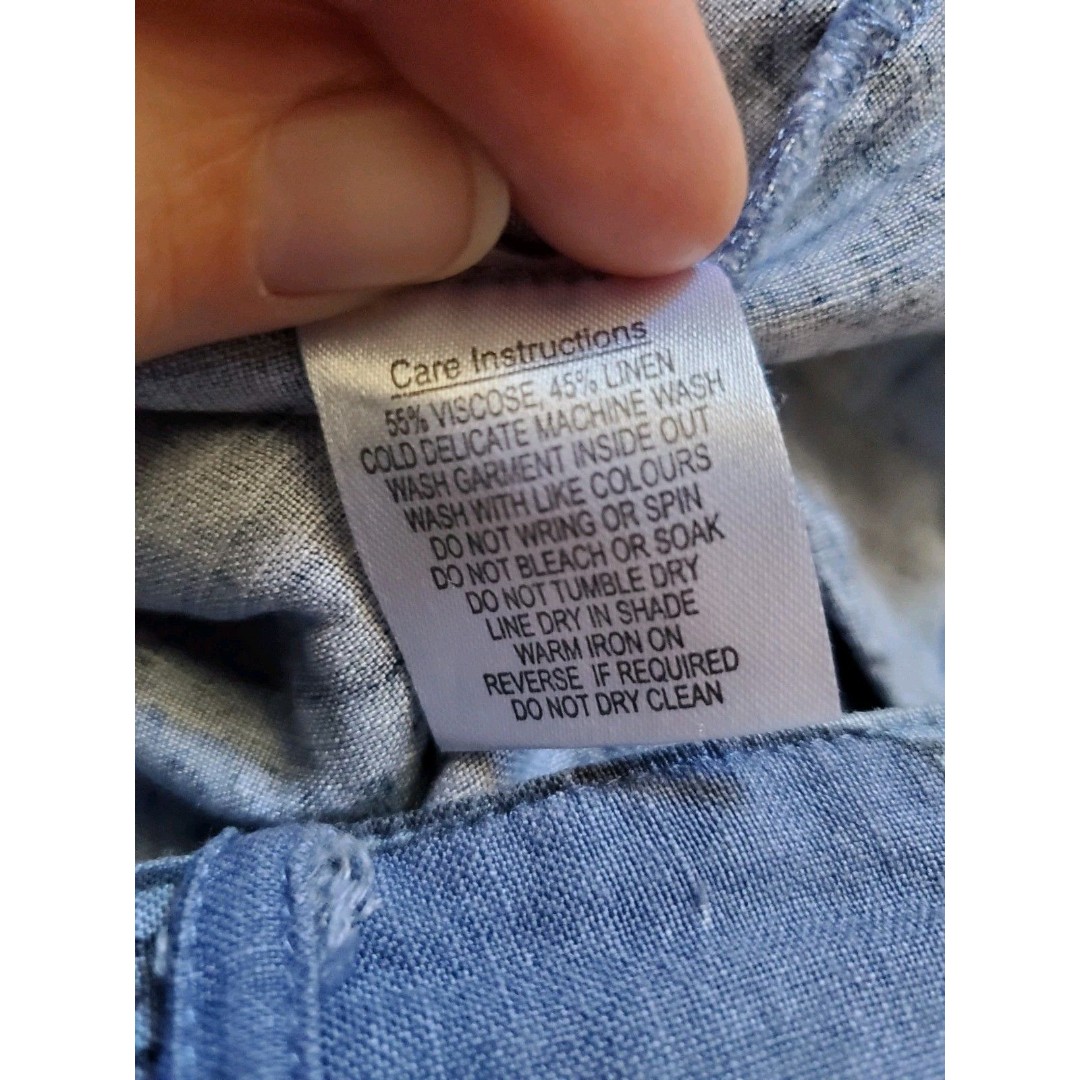 Care Instructions
55% VISCOSE, 45% LINEN
COLD DELICATE MACHINE WASH
WASH GARMENT INSIDE OUT
WASH WITH LIKE COLOURS
DO NOT WRING OR SPIN
DO NOT BLEACH OR SOAK
DO NOT TUMBLE DRY
LINE DRY IN SHADE
WARM IRON ON
REVERSE IF REQUIRED
DO NOT DRY CLEAN